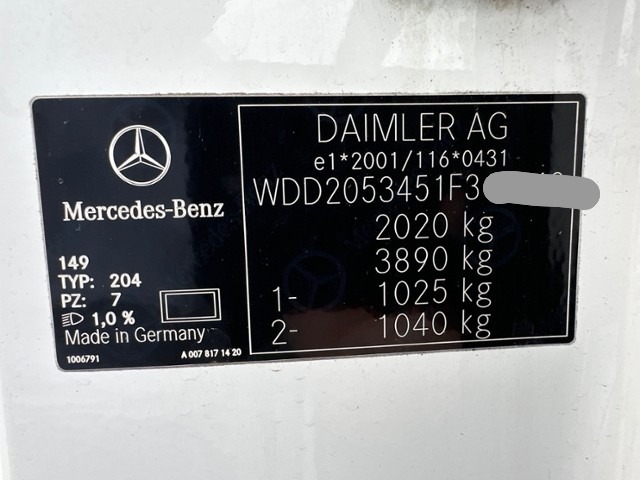 DAIMLER AG
e1*2001/116*0431
WDD2053451F3
2020 kg
3890 kg
1- 1025 kg
2- 1040 kg
Mercedes-Benz
149
TYP: 204
PZ: 7
1,0 %
Made in Germany
1006791
A 007 817 14 20